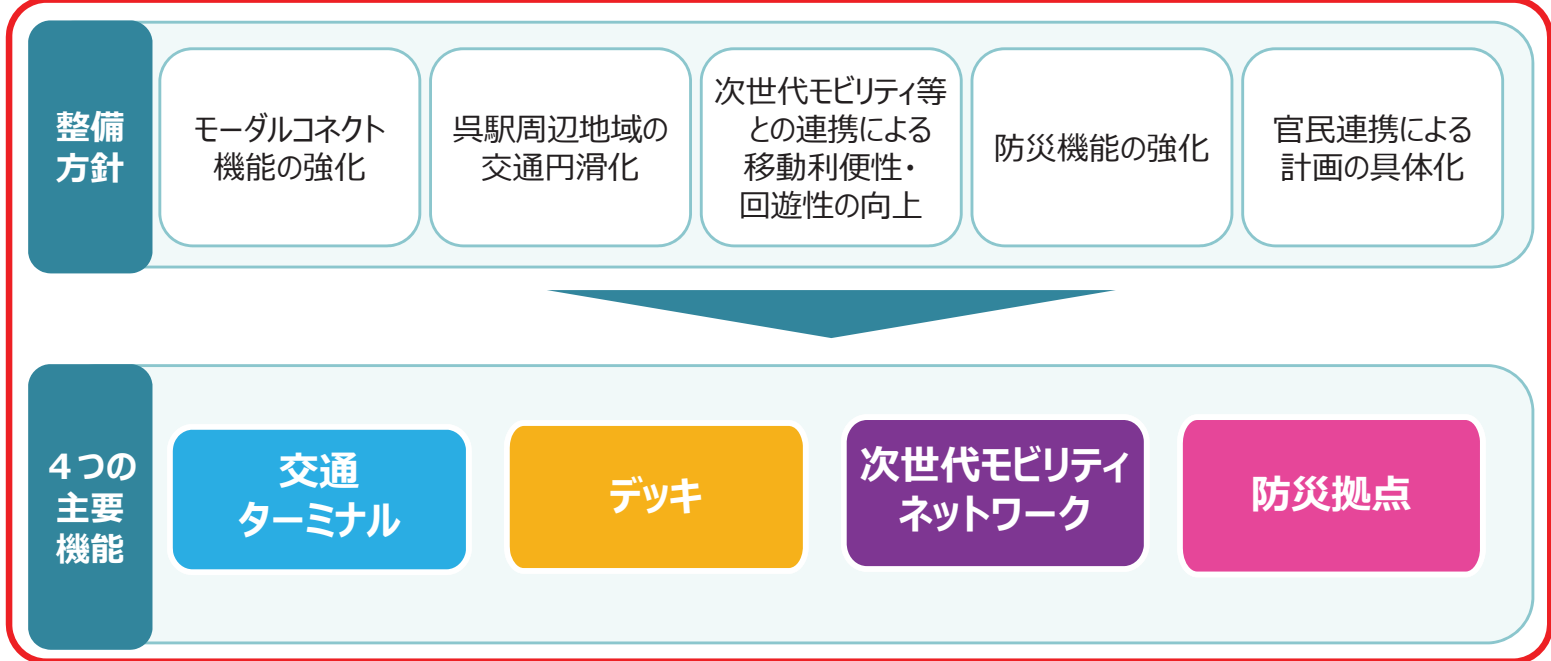 整備
方針
モーダルコネクト
機能の強化
呉駅周辺地域の
交通円滑化
次世代モビリティ等
との連携による
移動利便性・
回遊性の向上
防災機能の強化
官民連携による
計画の具体化
４つの
主要
機能
交通
ターミナル
デッキ
次世代モビリティ
ネットワーク
防災拠点